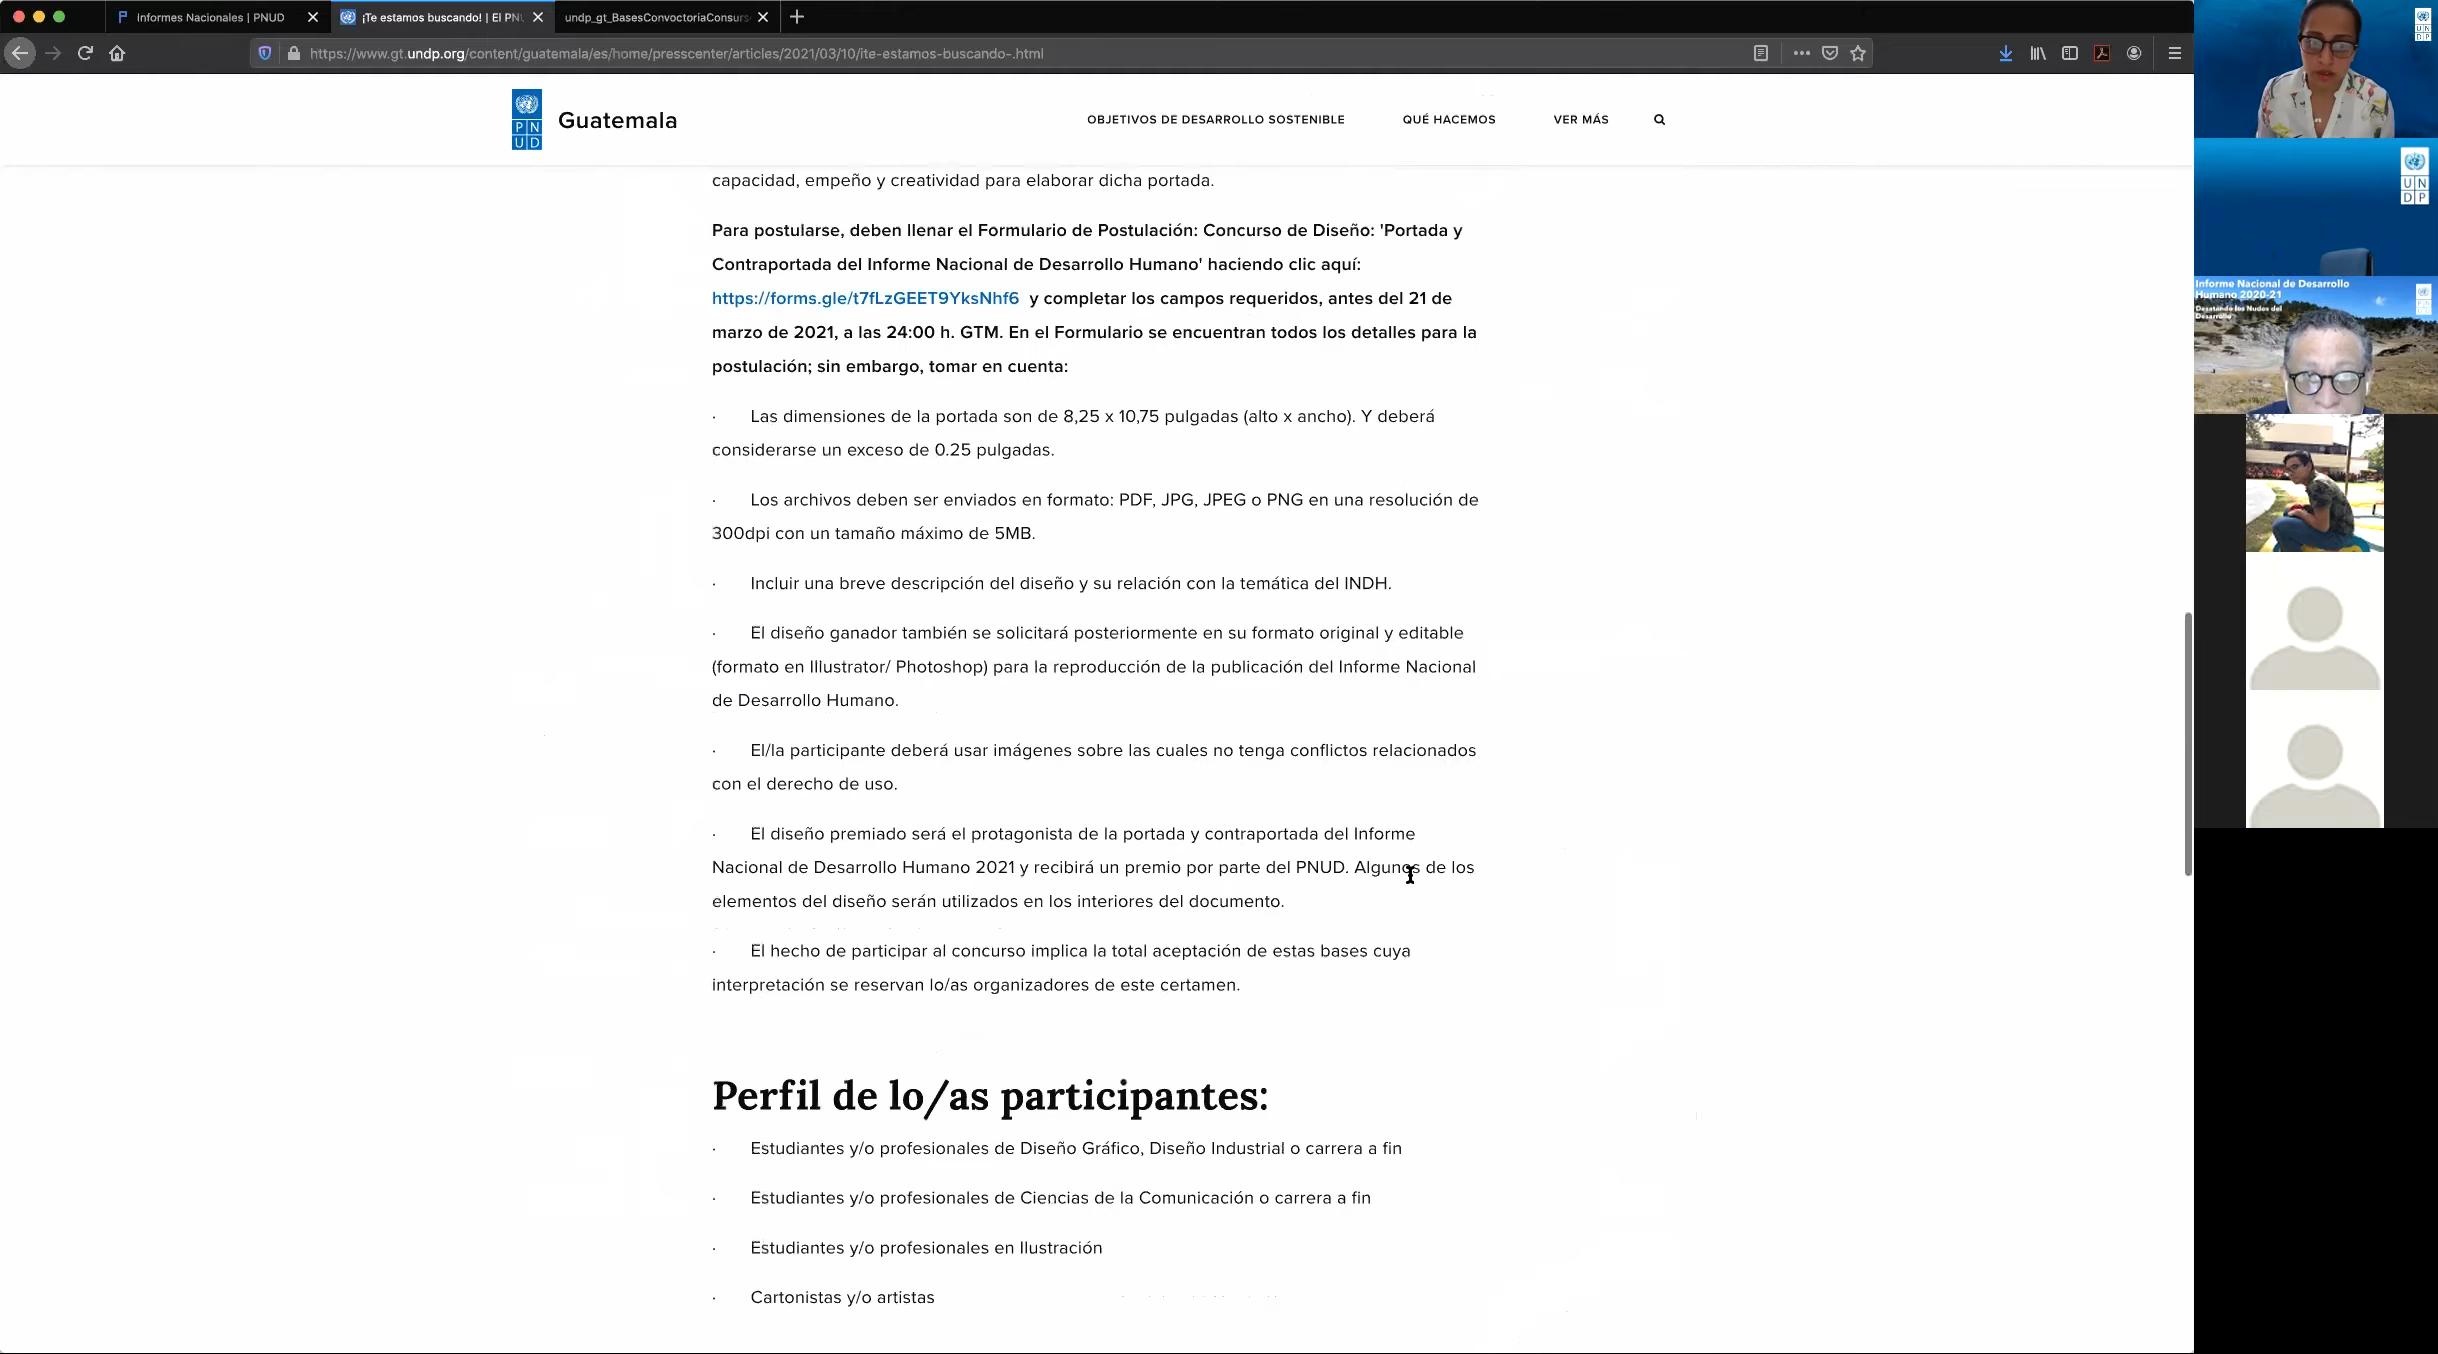 Informes Nacionales | PNUD
¡Te estamos buscando! | El PNU
undp_gt_BasesConvoctoriaConsurs
https://www.gt.undp.org/content/guatemala/es/home/presscenter/articles/2021/03/10/ite-estamos-buscando-.html
PN
UD
Guatemala
OBJETIVOS DE DESARROLLO SOSTENIBLE
QUÉ HACEMOS
VER MÁS
capacidad, empeño y creatividad para elaborar dicha portada.
Para postularse, deben llenar el Formulario de Postulación: Concurso de Diseño: 'Portada y
Contraportada del Informe Nacional de Desarrollo Humano' haciendo clic aquí:
https://forms.gle/t7fLzGEET9YksNhf6 y completar los campos requeridos, antes del 21 de
marzo de 2021, a las 24:00 h. GTM. En el Formulario se encuentran todos los detalles para la
postulación; sin embargo, tomar en cuenta:
· Las dimensiones de la portada son de 8,25 x 10,75 pulgadas (alto x ancho). Y deberá
considerarse un exceso de 0.25 pulgadas.
· Los archivos deben ser enviados en formato: PDF, JPG, JPEG o PNG en una resolución de
300dpi con un tamaño máximo de 5MB.
· Incluir una breve descripción del diseño y su relación con la temática del INDH.
· El diseño ganador también se solicitará posteriormente en su formato original y editable
(formato en Illustrator/ Photoshop) para la reproducción de la publicación del Informe Nacional
de Desarrollo Humano.
· El/la participante deberá usar imágenes sobre las cuales no tenga conflictos relacionados
con el derecho de uso.
· El diseño premiado será el protagonista de la portada y contraportada del Informe
Nacional de Desarrollo Humano 2021 y recibirá un premio por parte del PNUD. Algunos de los
elementos del diseño serán utilizados en los interiores del documento.
· El hecho de participar al concurso implica la total aceptación de estas bases cuya
interpretación se reservan lo/as organizadores de este certamen.
Perfil de lo/as participantes:
· Estudiantes y/o profesionales de Diseño Gráfico, Diseño Industrial o carrera a fin
· Estudiantes y/o profesionales de Ciencias de la Comunicación o carrera a fin
· Estudiantes y/o profesionales en Ilustración
· Cartonistas y/o artistas
UN
DP
UN
DP
Informe Nacional de Desarrollo
Humano 2020-21
Desatando los Nudos del
Desarrollo